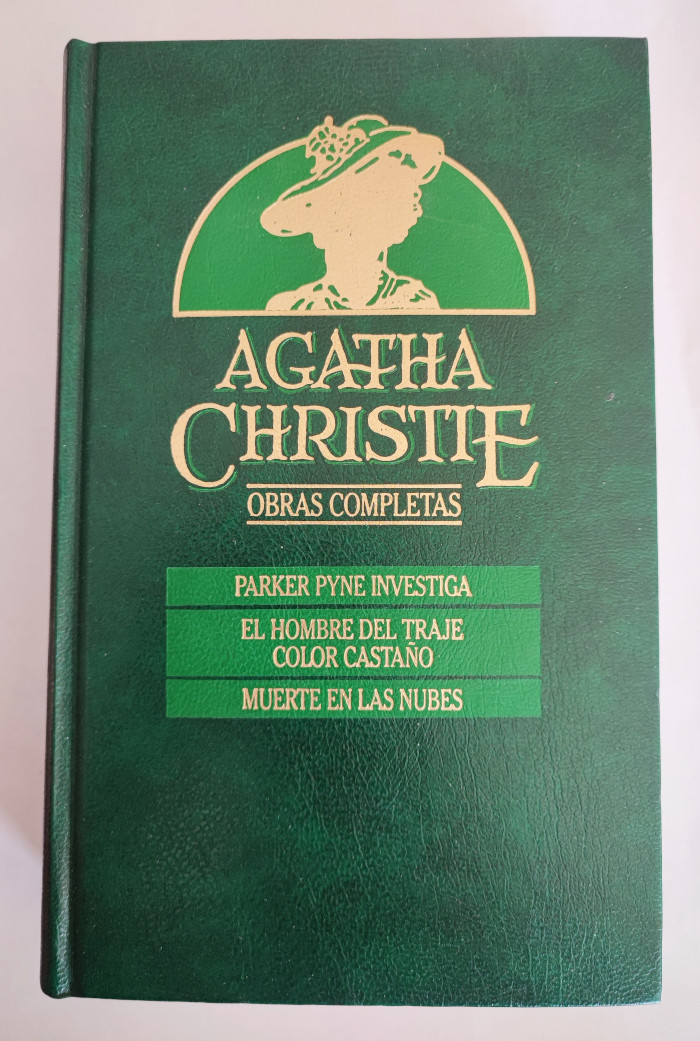 AGATHA
CHRISTIE
OBRAS COMPLETAS
PARKER PYNE INVESTIGA
EL HOMBRE DEL TRAJE
COLOR CASTAÑO
MUERTE EN LAS NUBES